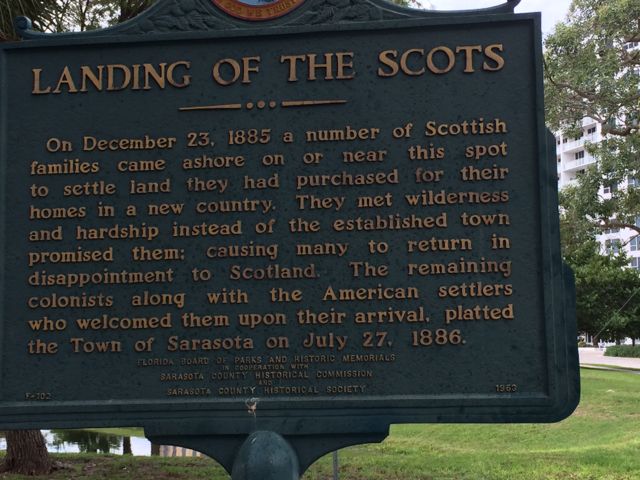 LANDING OF THE SCOTS
On December 23, 1885 a number of Scottish
families came ashore on or near this spot
to settle land they had purchased for their
homes in a new country. They met wilderness
and hardship instead of the established town
promised them; causing many to return in
disappointment to Scotland. The remaining
colonists along with the American settlers
who welcomed them upon their arrival, platted
the Town of Sarasota on July 27, 1886.
FLORIDA BOARD OF PARKS AND HISTORIC MEMORIALS
IN COOPERATION WITH
SARASOTA COUNTY HISTORICAL COMMISSION
AND
SARASOTA COUNTY HISTORICAL SOCIETY
F-102 1963